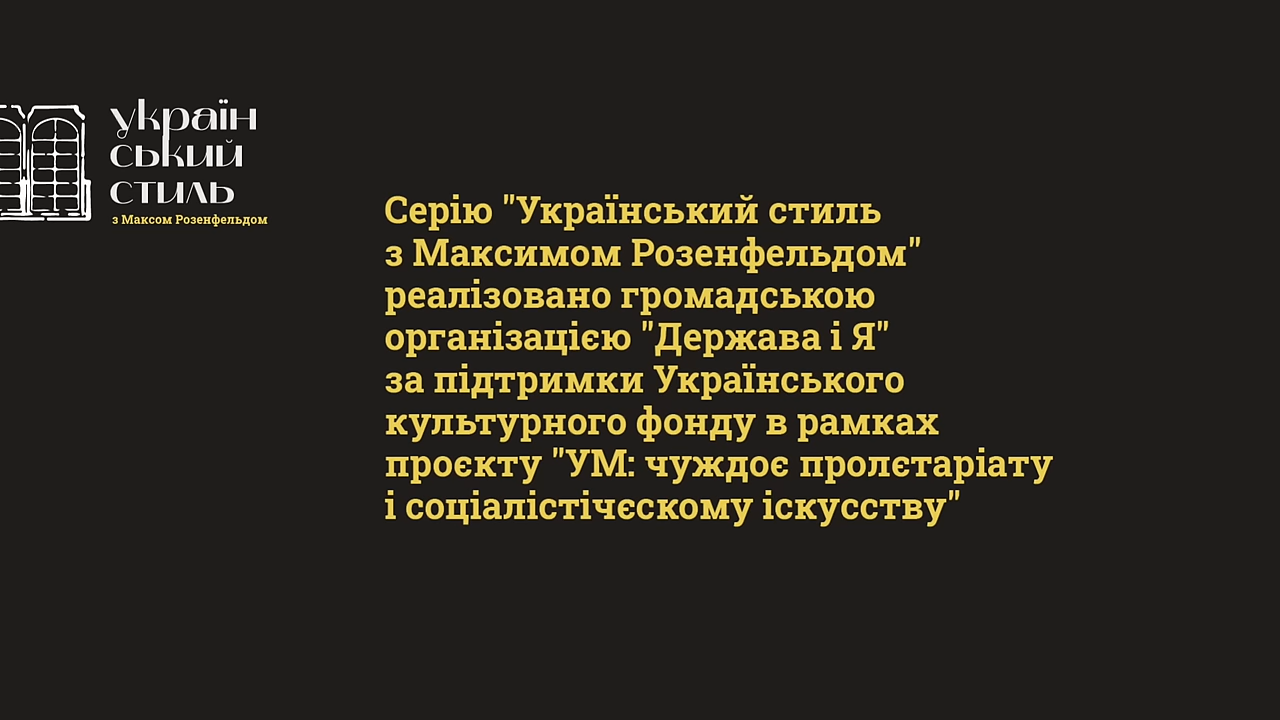 україн
ський
стиль
з Максом Розенфельдом
Серію "Український стиль
з Максимом Розенфельдом"
реалізовано громадською
організацією "Держава і Я"
за підтримки Українського
культурного фонду в рамках
проєкту "УМ: чуждоє пролєтаріату
і соціалістічєскому іскусству"